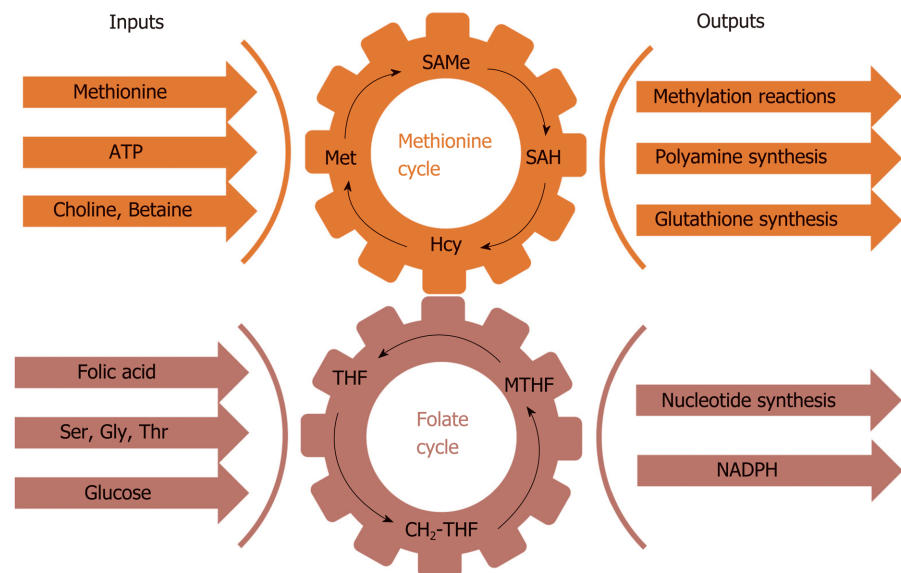 Inputs
Outputs
Methionine
ATP
Choline, Betaine
SAMe
Met
SAH
Hcy
Methionine
cycle
Methylation reactions
Polyamine synthesis
Glutathione synthesis
Folic acid
Ser, Gly, Thr
Glucose
THF
MTHF
CH₂-THF
Folate
cycle
Nucleotide synthesis
NADPH